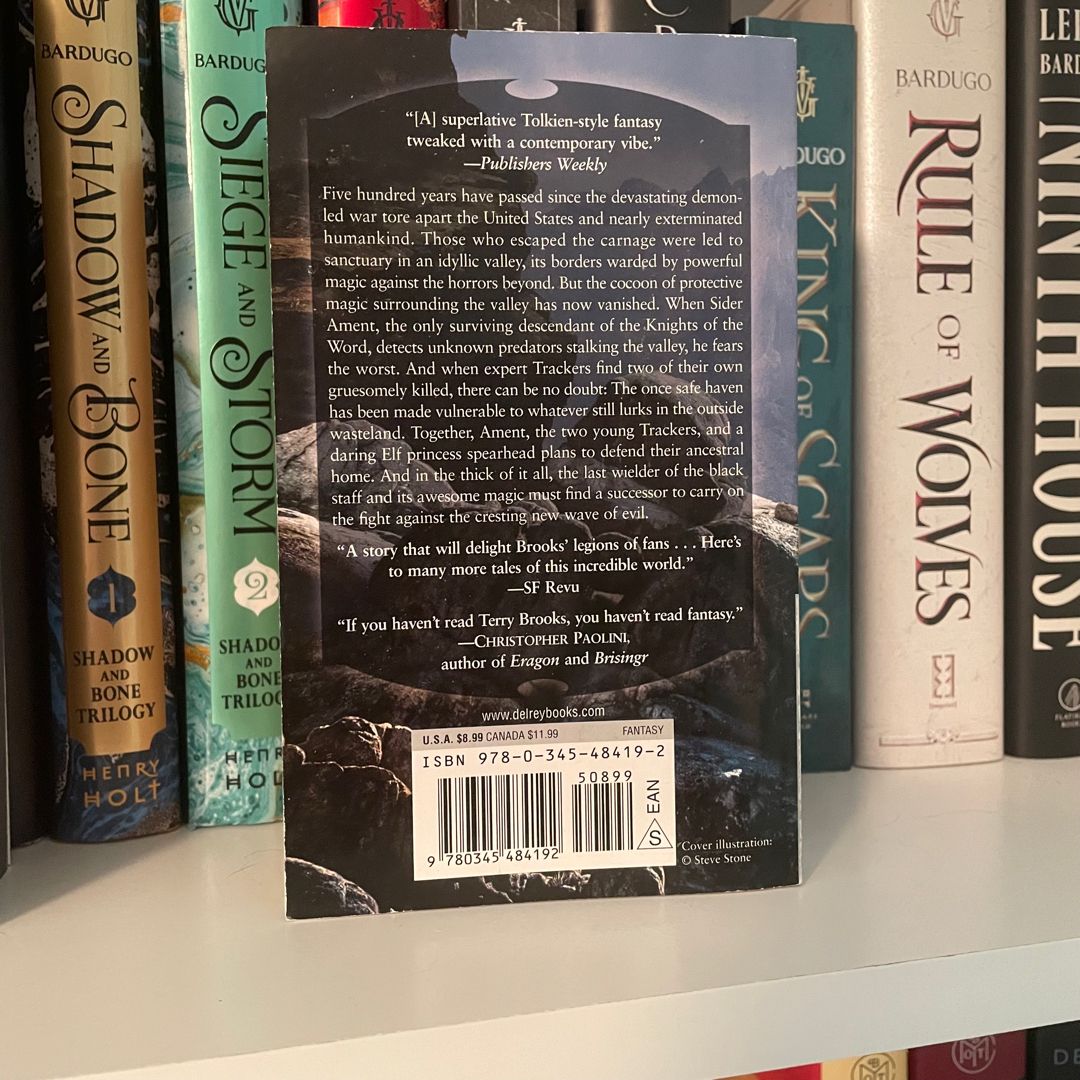 BARDUGO
SHADOW AND BONE
1
SHADOW
AND
BONE
TRILOGY
HENRY
HOLT
BARDUG
SIEGE AND STORM
2
SHADO
AND
BONE
TRILO
HENR
HOL
“[A] superlative Tolkien-style fantasy
tweaked with a contemporary vibe.”
—Publishers Weekly
Five hundred years have passed since the devastating demon-
led war tore apart the United States and nearly exterminated
humankind. Those who escaped the carnage were led to
sanctuary in an idyllic valley, its borders warded by powerful
magic against the horrors beyond. But the cocoon of protective
magic surrounding the valley has now vanished. When Sider
Ament, the only surviving descendant of the Knights of the
Word, detects unknown predators stalking the valley, he fears
the worst. And when expert Trackers find two of their own
gruesomely killed, there can be no doubt: The once safe haven
has been made vulnerable to whatever still lurks in the outside
wasteland. Together, Ament, the two young Trackers, and a
daring Elf princess spearhead plans to defend their ancestral
home. And in the thick of it all, the last wielder of the black
staff and its awesome magic must find a successor to carry on
the fight against the cresting new wave of evil.
“A story that will delight Brooks’ legions of fans . . . Here’s
to many more tales of this incredible world.”
—SF Revu
“If you haven’t read Terry Brooks, you haven’t read fantasy.”
—CHRISTOPHER PAOLINI,
author of Eragon and Brisingr
www.delreybooks.com
U.S.A. $8.99 CANADA $11.99 FANTASY
ISBN 978-0-345-48419-2
50899
9 780345 484192
EAN
S
Cover illustration:
© Steve Stone
DUGO
KING OF SCARS
BARDUGO
RULE OF WOLVES
LEI
BARD
NINTH HOUSE
DE